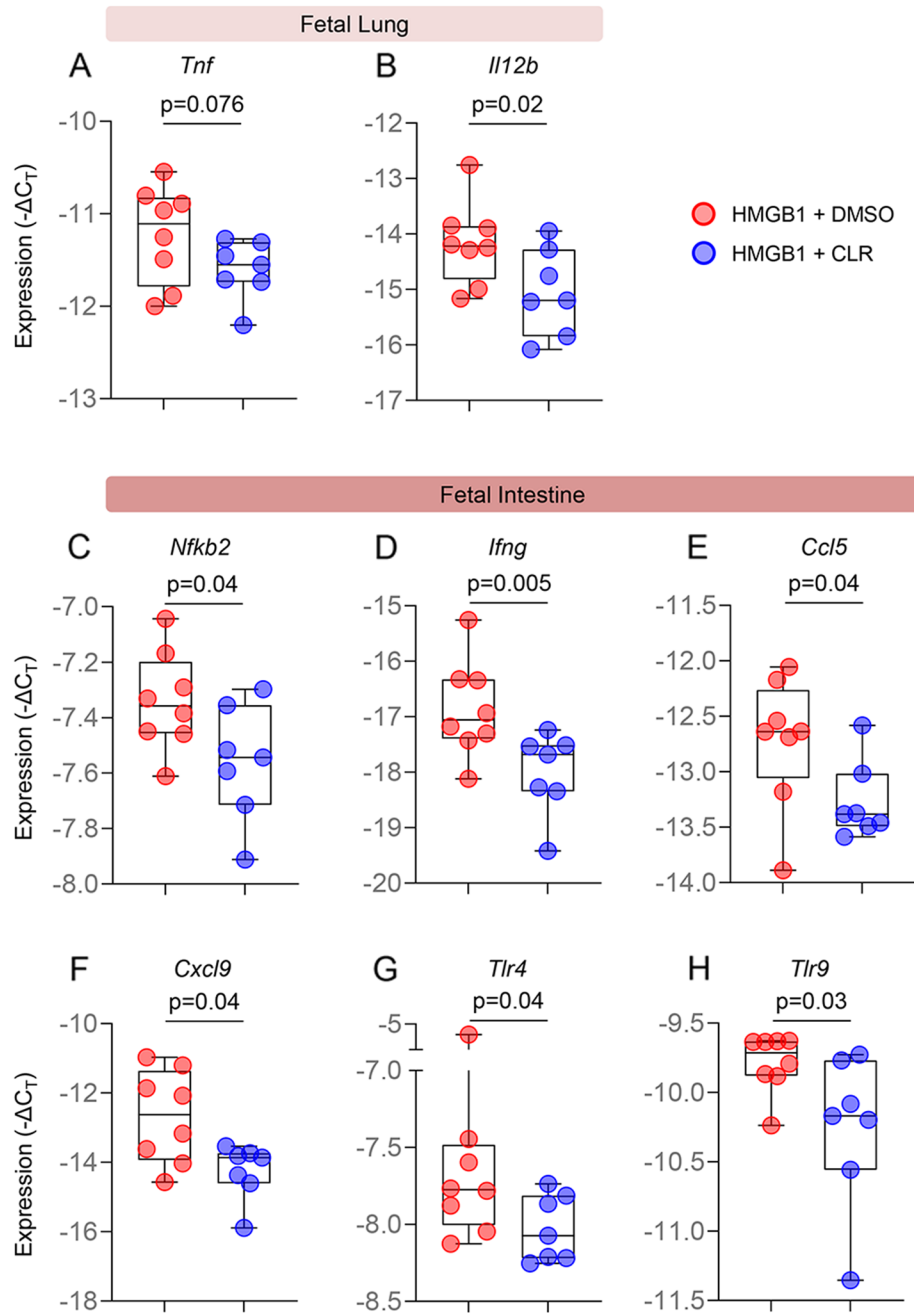 Fetal Lung
A
Tnf
p=0.076
Expression (-ΔCT)
-10
-11
-12
-13
B
Il12b
p=0.02
-12
-13
-14
-15
-16
-17
HMGB1 + DMSO
HMGB1 + CLR
Fetal Intestine
C
Nfkb2
p=0.04
Expression (-ΔCT)
-7.0
-7.2
-7.4
-7.6
-7.8
-8.0
D
Ifng
p=0.005
-15
-16
-17
-18
-19
-20
E
Ccl5
p=0.04
-11.5
-12.0
-12.5
-13.0
-13.5
-14.0
F
Cxcl9
p=0.04
Expression (-ΔCT)
-10
-12
-14
-16
-18
G
Tlr4
p=0.04
-5
-7.0
-7.5
-8.0
-8.5
H
Tlr9
p=0.03
-9.5
-10.0
-10.5
-11.0
-11.5